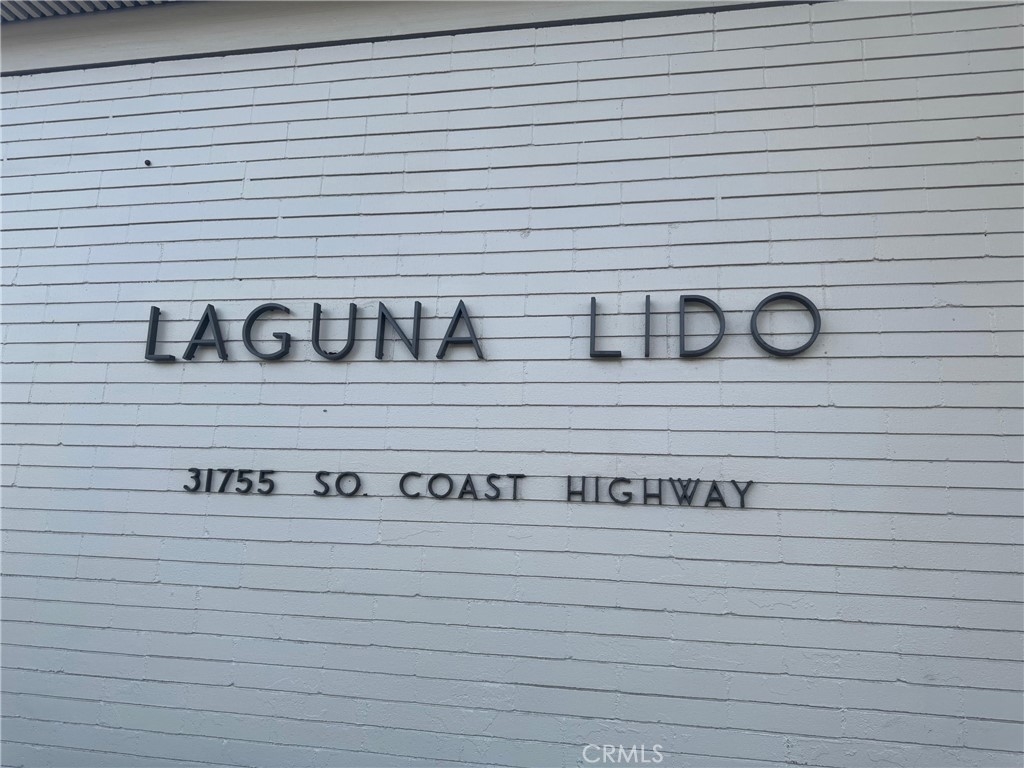 LAGUNA LIDO
31755 SO. COAST HIGHWAY
CRMLS